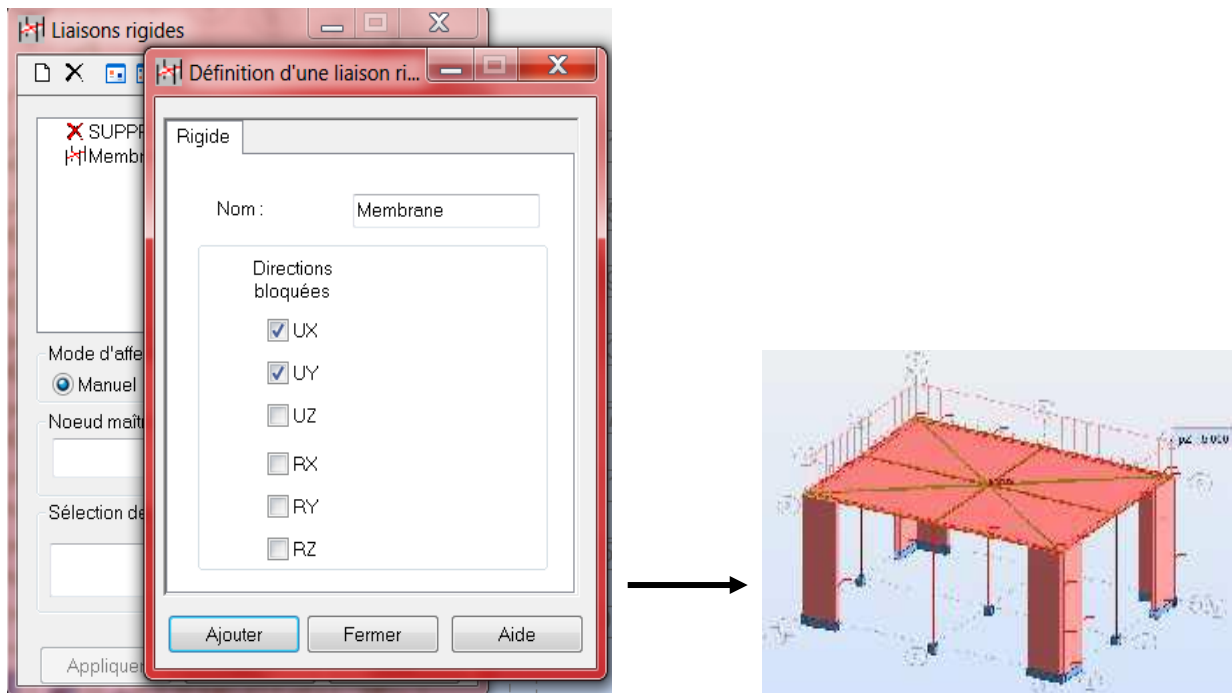 Liaisons rigides
Définition d'une liaison ri...
SUPPR
Membr
Rigide
Nom :
Membrane
Directions
bloquées
UX
UY
UZ
RX
RY
RZ
Mode d'affe
Manuel
Noeud maîtr
Sélection de
Ajouter
Fermer
Aide
Appliquer